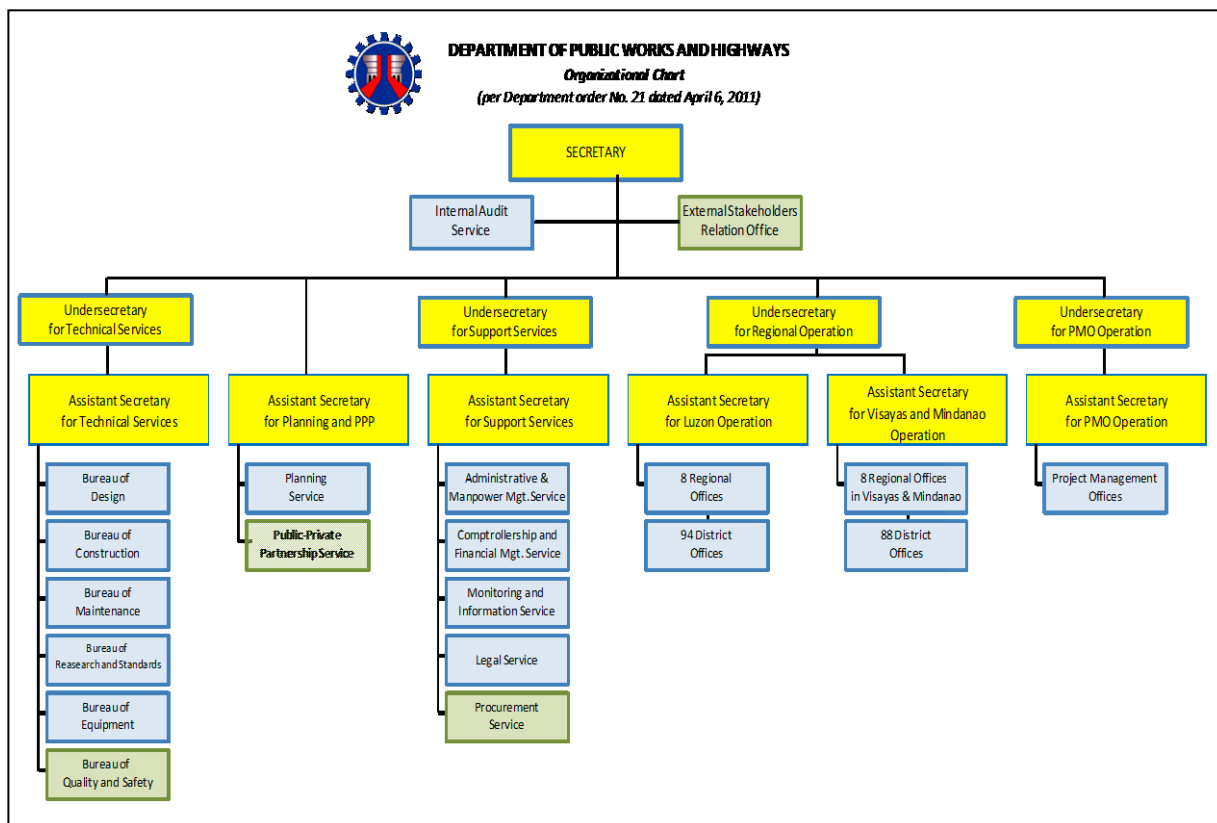 DEPARTMENT OF PUBLIC WORKS AND HIGHWAYS
Organizational Chart
(per Department order No. 21 dated April 6, 2011)
SECRETARY
Internal Audit
Service
External Stakeholders
Relation Office
Undersecretary
for Technical Services
Undersecretary
for Support Services
Undersecretary
for Regional Operation
Undersecretary
for PMO Operation
Assistant Secretary
for Technical Services
Assistant Secretary
for Planning and PPP
Assistant Secretary
for Support Services
Assistant Secretary
for Luzon Operation
Assistant Secretary
for Visayas and Mindanao
Operation
Assistant Secretary
for PMO Operation
Bureau of
Design
Bureau of
Construction
Bureau of
Maintenance
Bureau of
Reasearch and Standards
Bureau of
Equipment
Bureau of
Quality and Safety
Planning
Service
Public-Private
Partnership Service
Administrative &
Manpower Mgt. Service
Comptrollership and
Financial Mgt. Service
Monitoring and
Information Service
Legal Service
Procurement
Service
8 Regional
Offices
94 District
Offices
8 Regional Offices
in Visayas & Mindanao
88 District
Offices
Project Management
Offices